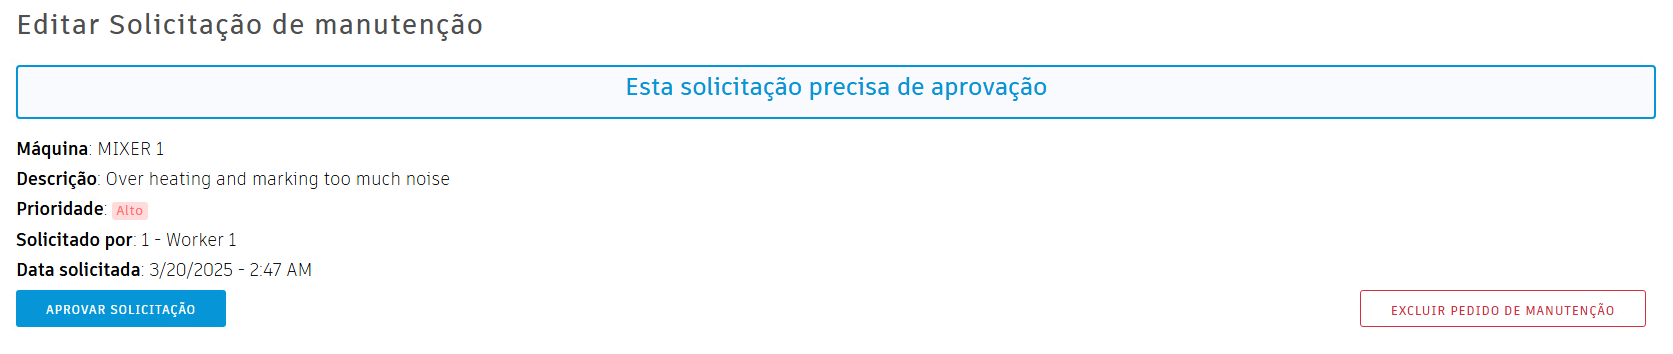 Editar Solicitação de manutenção
Esta solicitação precisa de aprovação
Máquina: MIXER 1
Descrição: Over heating and marking too much noise
Prioridade: Alto
Solicitado por: 1 - Worker 1
Data solicitada: 3/20/2025 - 2:47 AM
APROVAR SOLICITAÇÃO
EXCLUIR PEDIDO DE MANUTENÇÃO